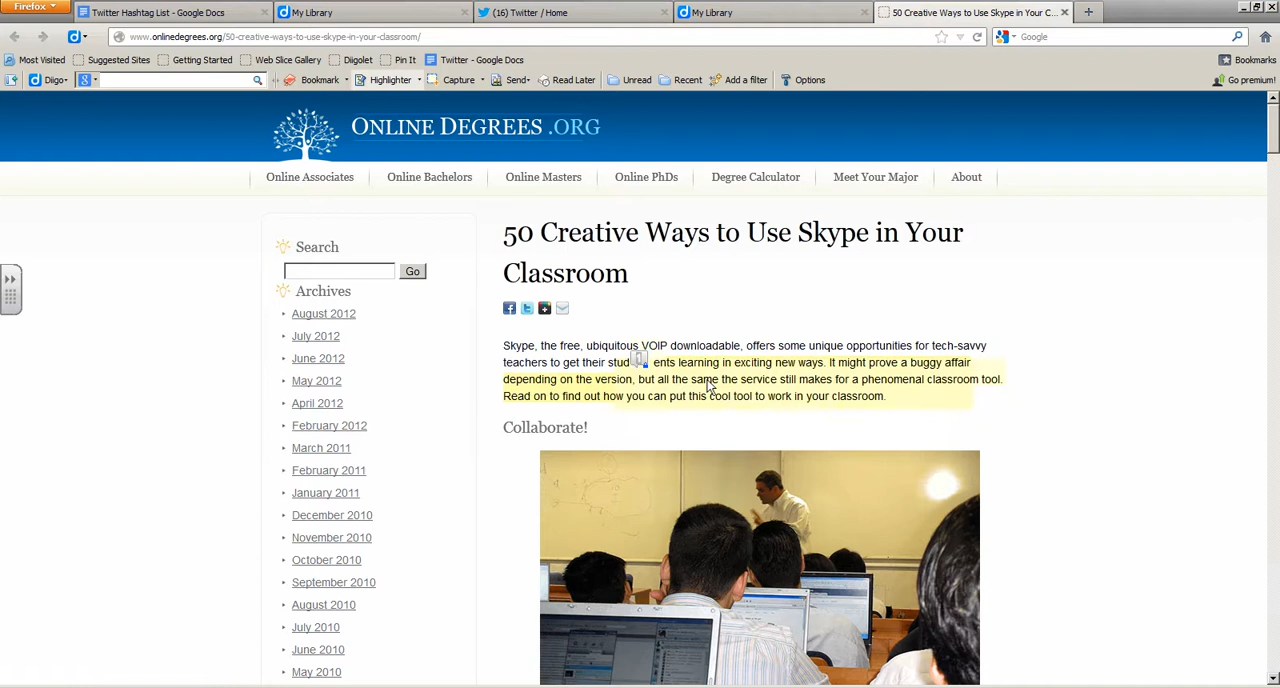 Firefox
Twitter Hashtag List - Google Docs
My Library
(16) Twitter / Home
My Library
50 Creative Ways to Use Skype in Your C...
www.onlinedegrees.org/50-creative-ways-to-use-skype-in-your-classroom/
Google
Most Visited Suggested Sites Getting Started Web Slice Gallery Diigolet Pin It Twitter - Google Docs Bookmarks
Diigo Bookmark Highlighter Capture Send Read Later Unread Recent Add a filter Options Go premium!
Online Degrees .org
Online Associates Online Bachelors Online Masters Online PhDs Degree Calculator Meet Your Major About
Search
Go
Archives
August 2012
July 2012
June 2012
May 2012
April 2012
February 2012
March 2011
February 2011
January 2011
December 2010
November 2010
October 2010
September 2010
August 2010
July 2010
June 2010
May 2010
50 Creative Ways to Use Skype in Your
Classroom
Skype, the free, ubiquitous VOIP downloadable, offers some unique opportunities for tech-savvy
teachers to get their students learning in exciting new ways. It might prove a buggy affair
depending on the version, but all the same the service still makes for a phenomenal classroom tool.
Read on to find out how you can put this cool tool to work in your classroom.
Collaborate!